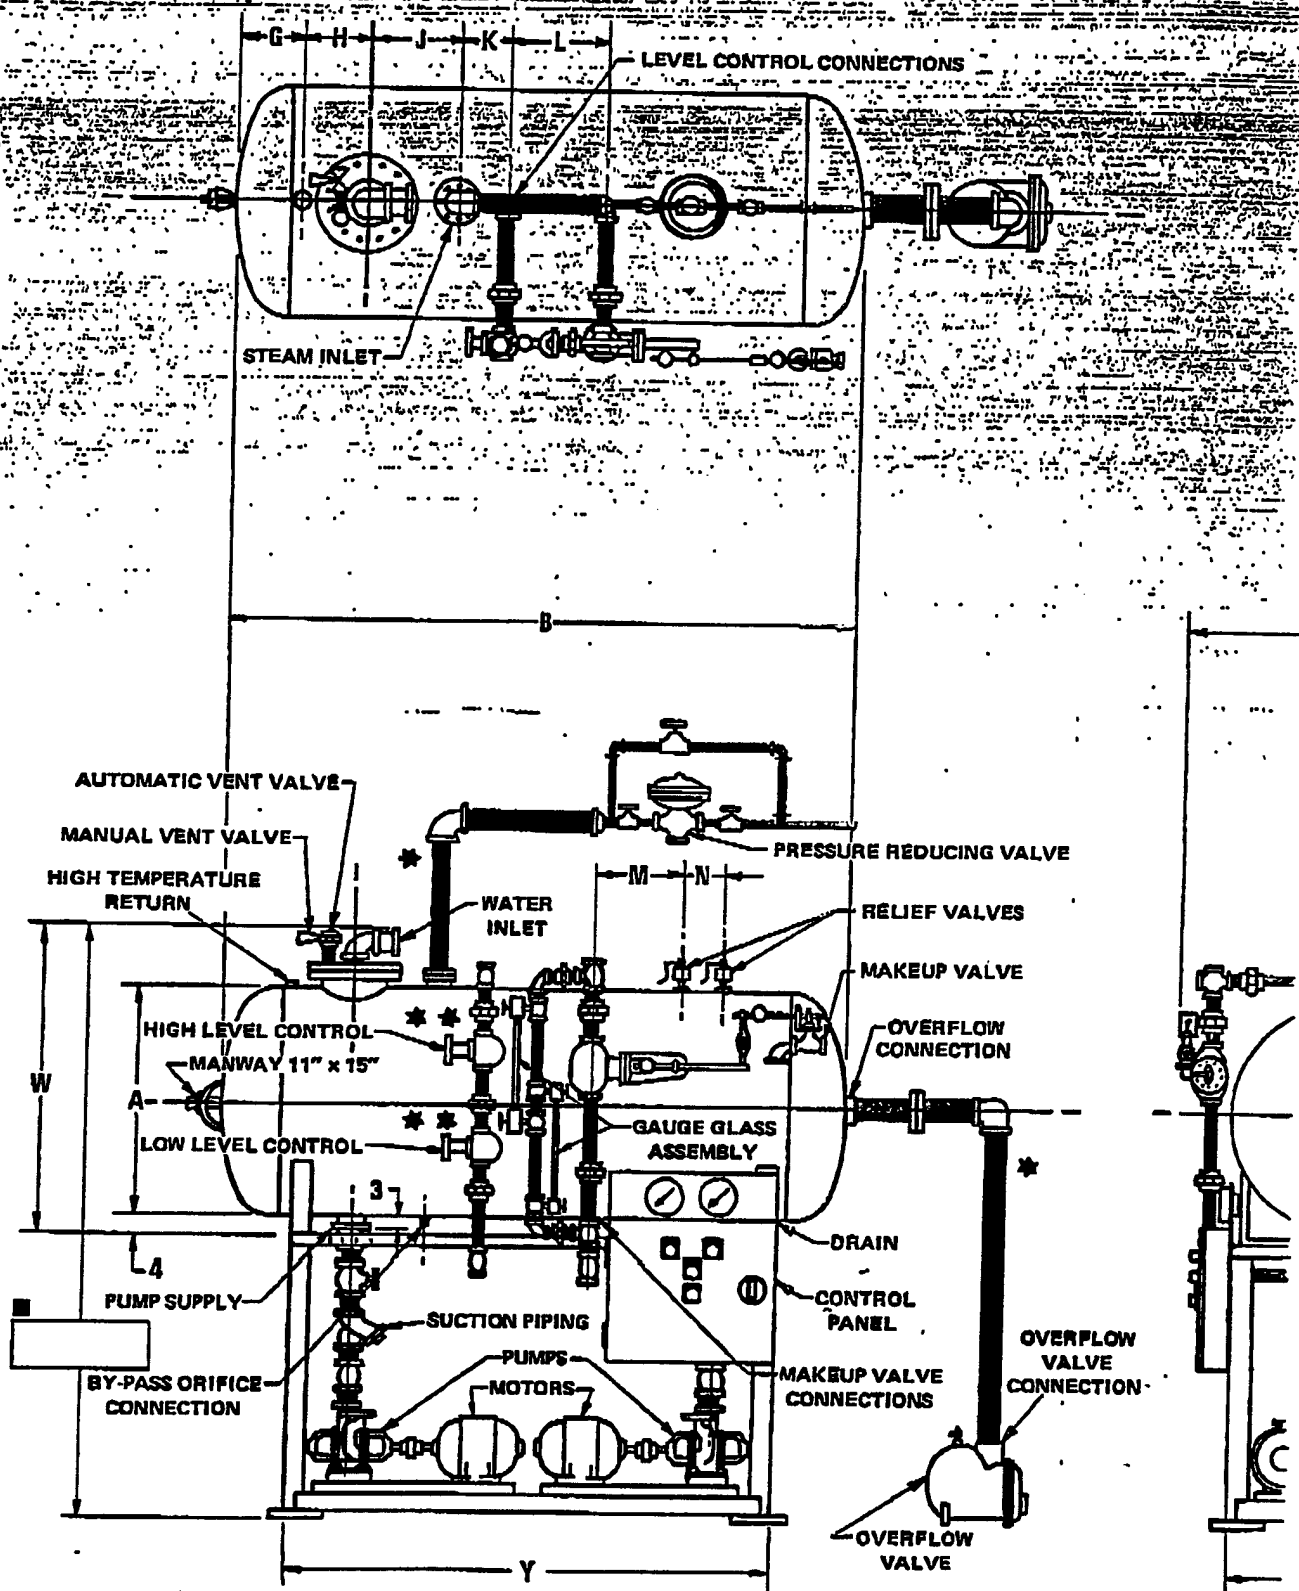 G H J K L
LEVEL CONTROL CONNECTIONS
STEAM INLET
B
AUTOMATIC VENT VALVE
MANUAL VENT VALVE
PRESSURE REDUCING VALVE
HIGH TEMPERATURE
RETURN
M N
WATER
INLET
RELIEF VALVES
MAKEUP VALVE
HIGH LEVEL CONTROL
OVERFLOW
CONNECTION
MANWAY 11" x 15"
W
A
LOW LEVEL CONTROL
GAUGE GLASS
ASSEMBLY
3
4
DRAIN
PUMP SUPPLY
SUCTION PIPING
CONTROL
PANEL
OVERFLOW
VALVE
CONNECTION
PUMPS
BY-PASS ORIFICE
CONNECTION
MOTORS
MAKEUP VALVE
CONNECTIONS
OVERFLOW
VALVE
Y